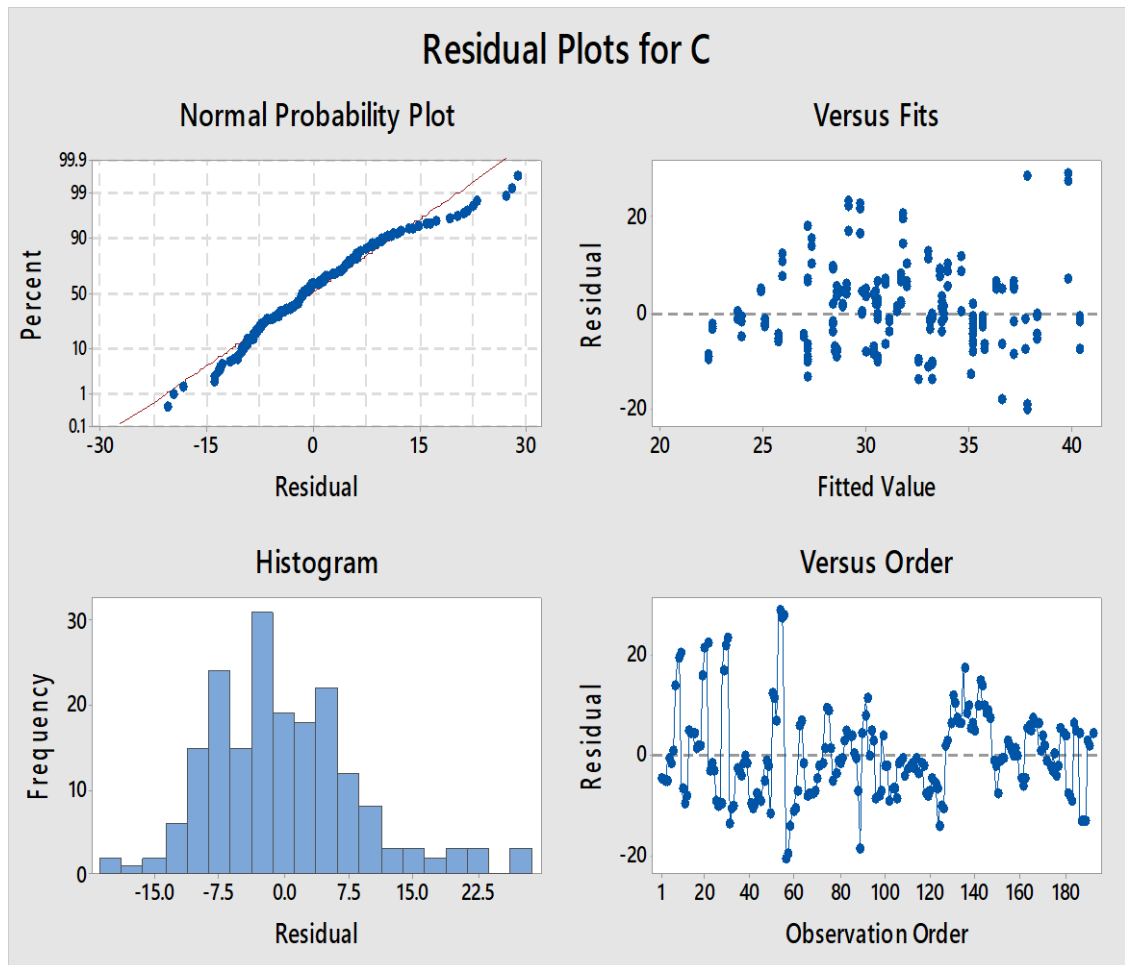 Residual Plots for C
Normal Probability Plot
99.9
99
90
50
10
1
0.1
Percent
-30 -15 0 15 30
Residual
Versus Fits
20
0
-20
Residual
20 25 30 35 40
Fitted Value
Histogram
30
20
10
0
Frequency
-15.0 -7.5 0.0 7.5 15.0 22.5
Residual
Versus Order
20
0
-20
Residual
1 20 40 60 80 100 120 140 160 180
Observation Order